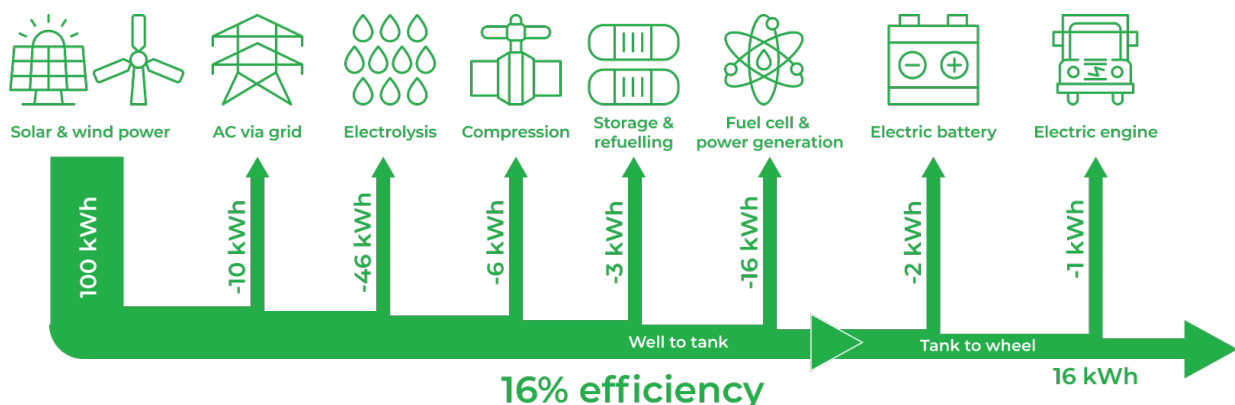 Solar & wind power
AC via grid
Electrolysis
Compression
Storage &
refuelling
Fuel cell &
power generation
Electric battery
Electric engine
100 kWh
-10 kWh
-46 kWh
-6 kWh
-3 kWh
-16 kWh
-2 kWh
-1 kWh
Well to tank
Tank to wheel
16 kWh
16% efficiency